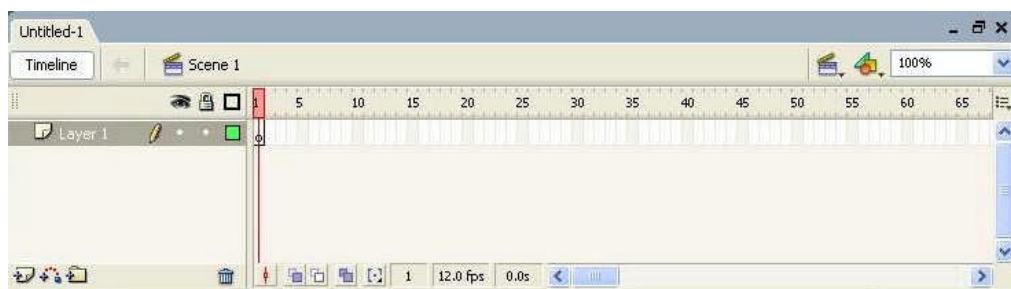 Untitled-1
Timeline Scene 1 100%
1 5 10 15 20 25 30 35 40 45 50 55 60 65
Layer 1
1 12.0 fps 0.0s